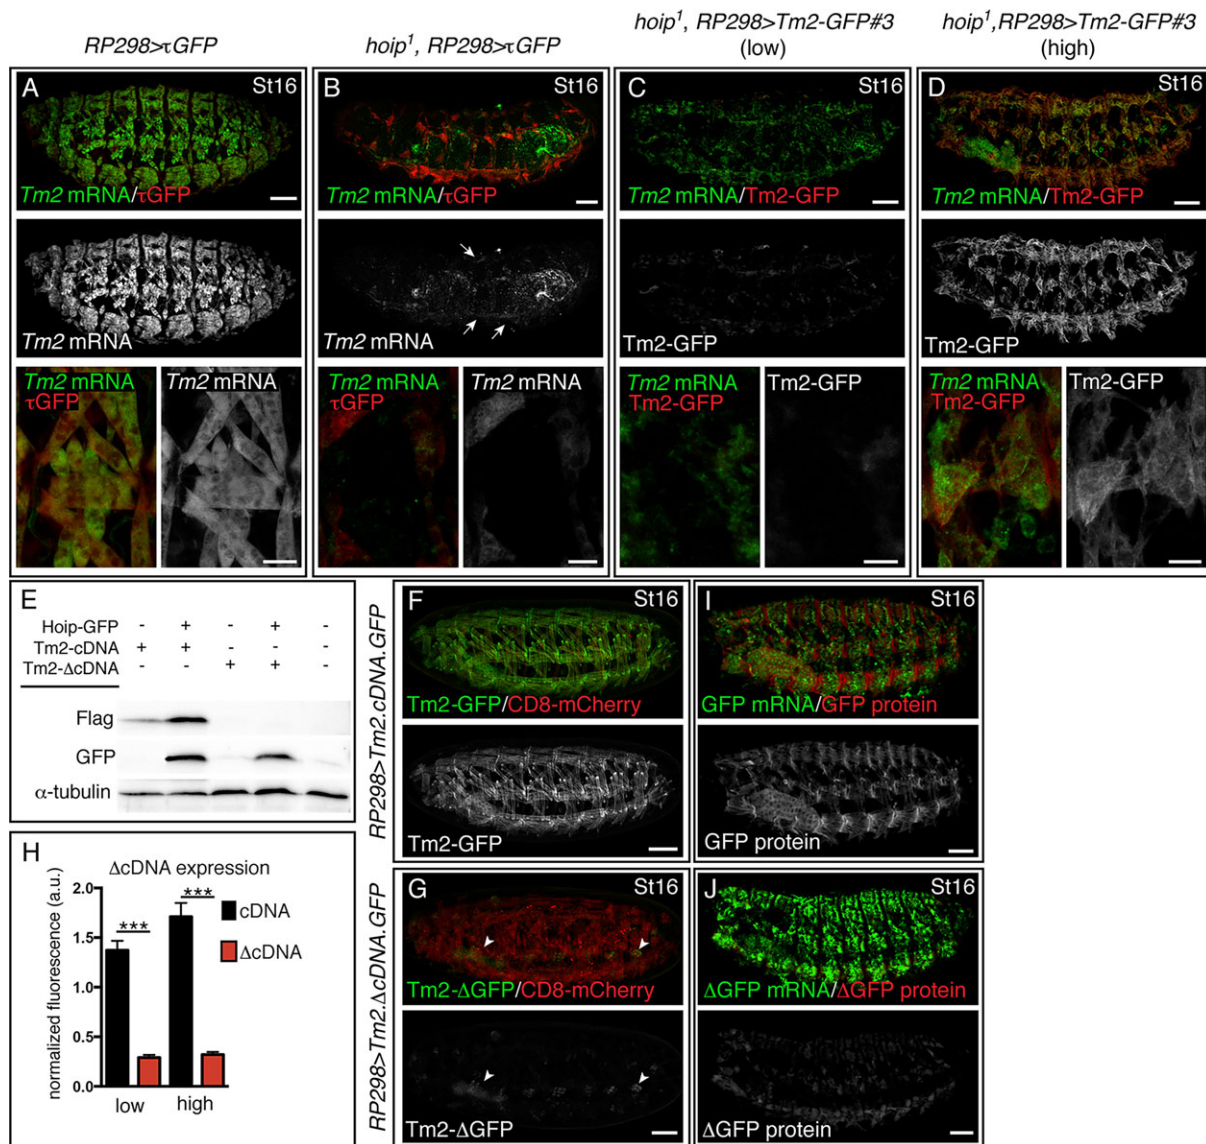 RP298>τGFP
hoip1, RP298>τGFP
hoip1, RP298>Tm2-GFP#3
(low)
hoip1,RP298>Tm2-GFP#3
(high)
A
St16
Tm2 mRNA/τGFP
Tm2 mRNA
Tm2 mRNA
τGFP
Tm2 mRNA
B
St16
Tm2 mRNA/τGFP
Tm2 mRNA
Tm2 mRNA
τGFP
Tm2 mRNA
C
St16
Tm2 mRNA/Tm2-GFP
Tm2-GFP
Tm2 mRNA
Tm2-GFP
Tm2-GFP
D
St16
Tm2 mRNA/Tm2-GFP
Tm2-GFP
Tm2 mRNA
Tm2-GFP
Tm2-GFP
E
Hoip-GFP - + - + -
Tm2-cDNA + + - - -
Tm2-ΔcDNA - - + + -
Flag
GFP
α-tubulin
RP298>Tm2.cDNA.GFP
F
St16
Tm2-GFP/CD8-mCherry
Tm2-GFP
I
St16
GFP mRNA/GFP protein
GFP protein
H
ΔcDNA expression
normalized fluorescence (a.u.)
2.0
1.5
1.0
0.5
0.0
***
***
cDNA
ΔcDNA
low
high
RP298>Tm2.ΔcDNA.GFP
G
St16
Tm2-ΔGFP/CD8-mCherry
Tm2-ΔGFP
J
St16
ΔGFP mRNA/ΔGFP protein
ΔGFP protein